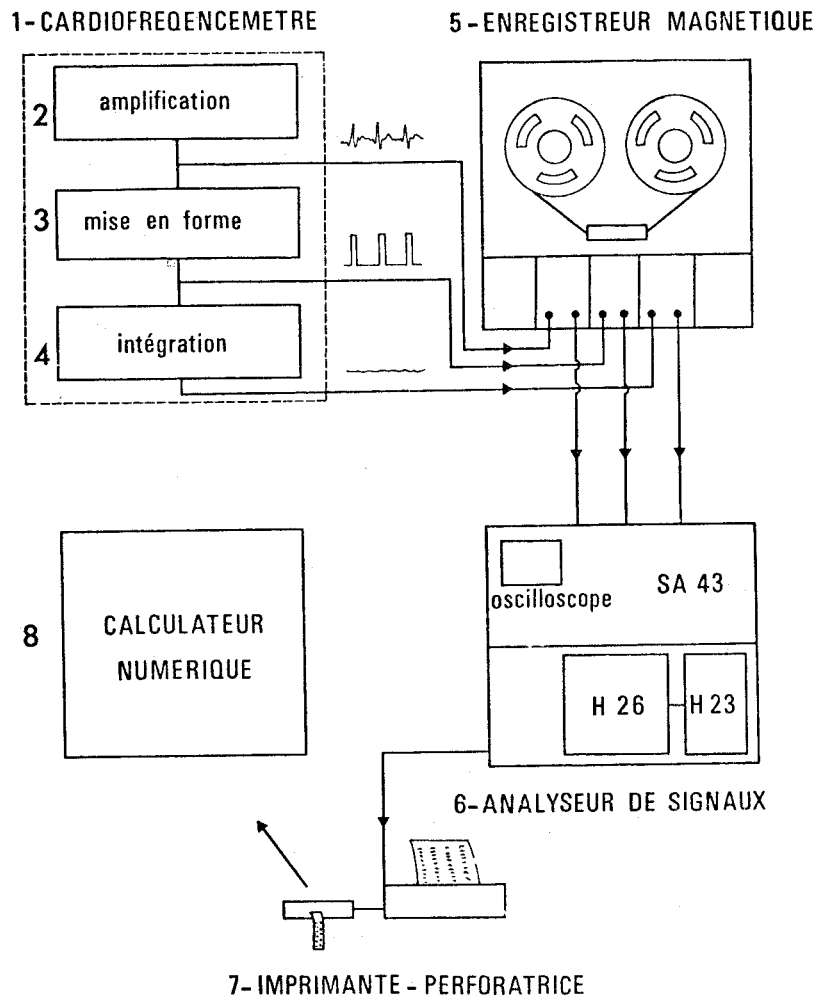 1-CARDIOFREQENCEMETRE
5-ENREGISTREUR MAGNETIQUE
2
amplification
3
mise en forme
4
intégration
8
CALCULATEUR
NUMERIQUE
oscilloscope
SA 43
H 26
H 23
6-ANALYSEUR DE SIGNAUX
7-IMPRIMANTE-PERFORATRICE